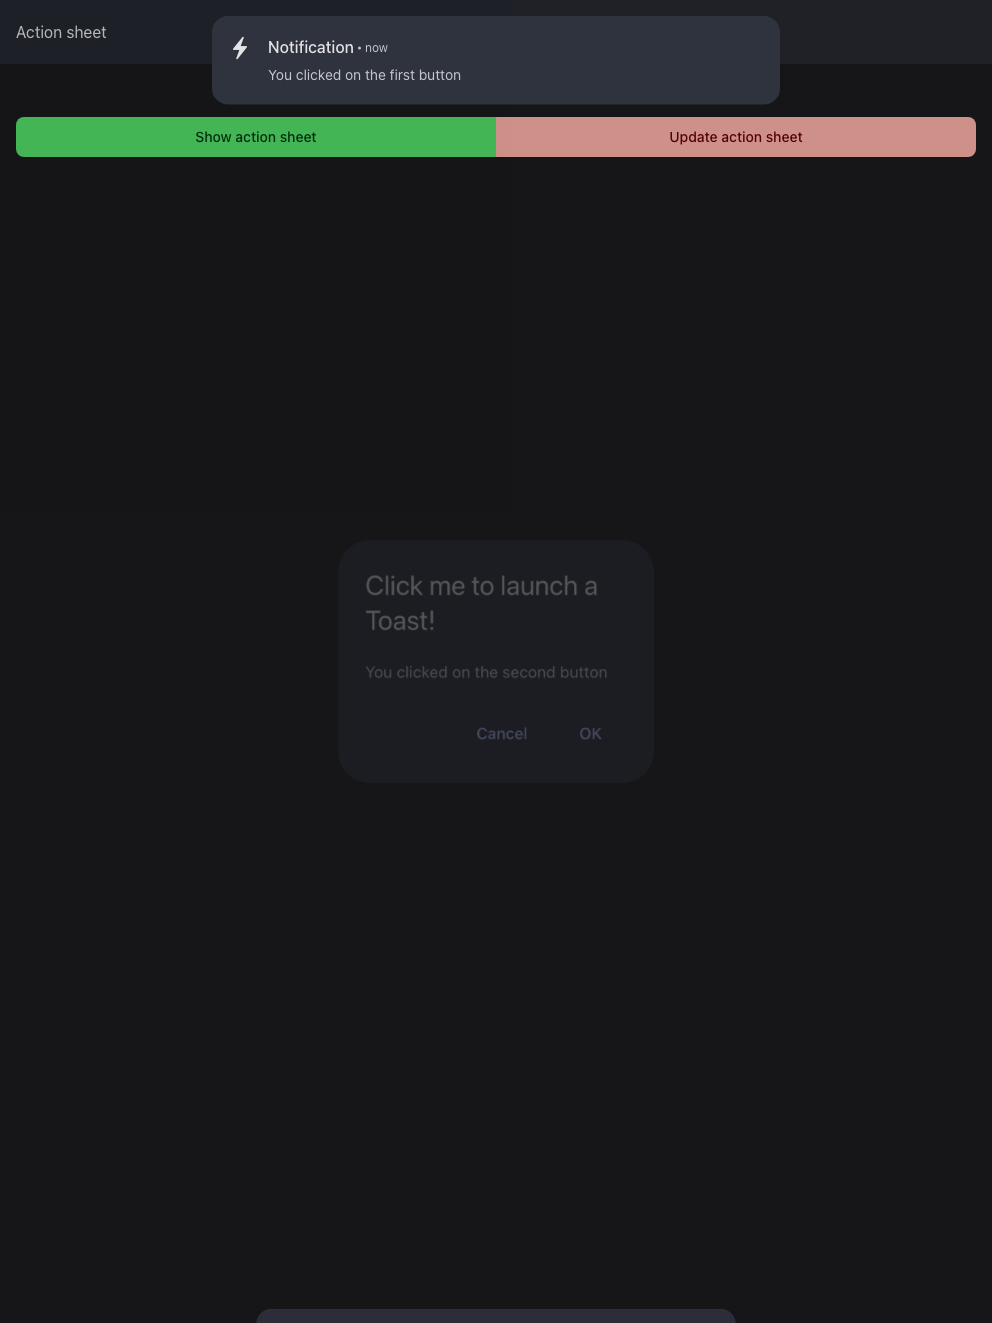 Action sheet
Notification • now
You clicked on the first button
Show action sheet
Update action sheet
Click me to launch a
Toast!
You clicked on the second button
Cancel
OK